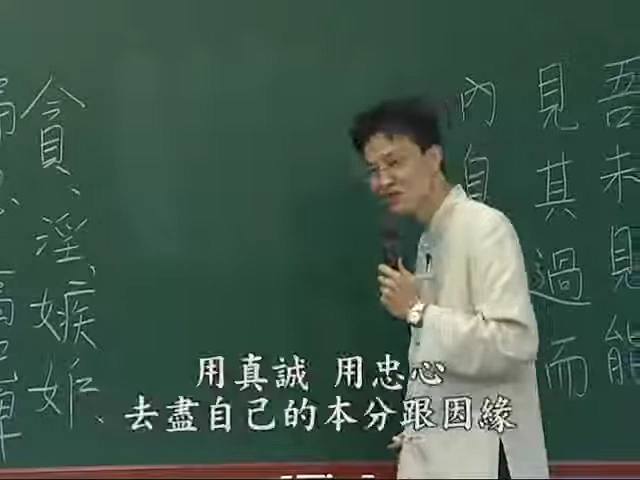 吾未見能
見其過而
內自
貪、淫、嫉妒、
用真誠 用忠心
去盡自己的本分跟因緣